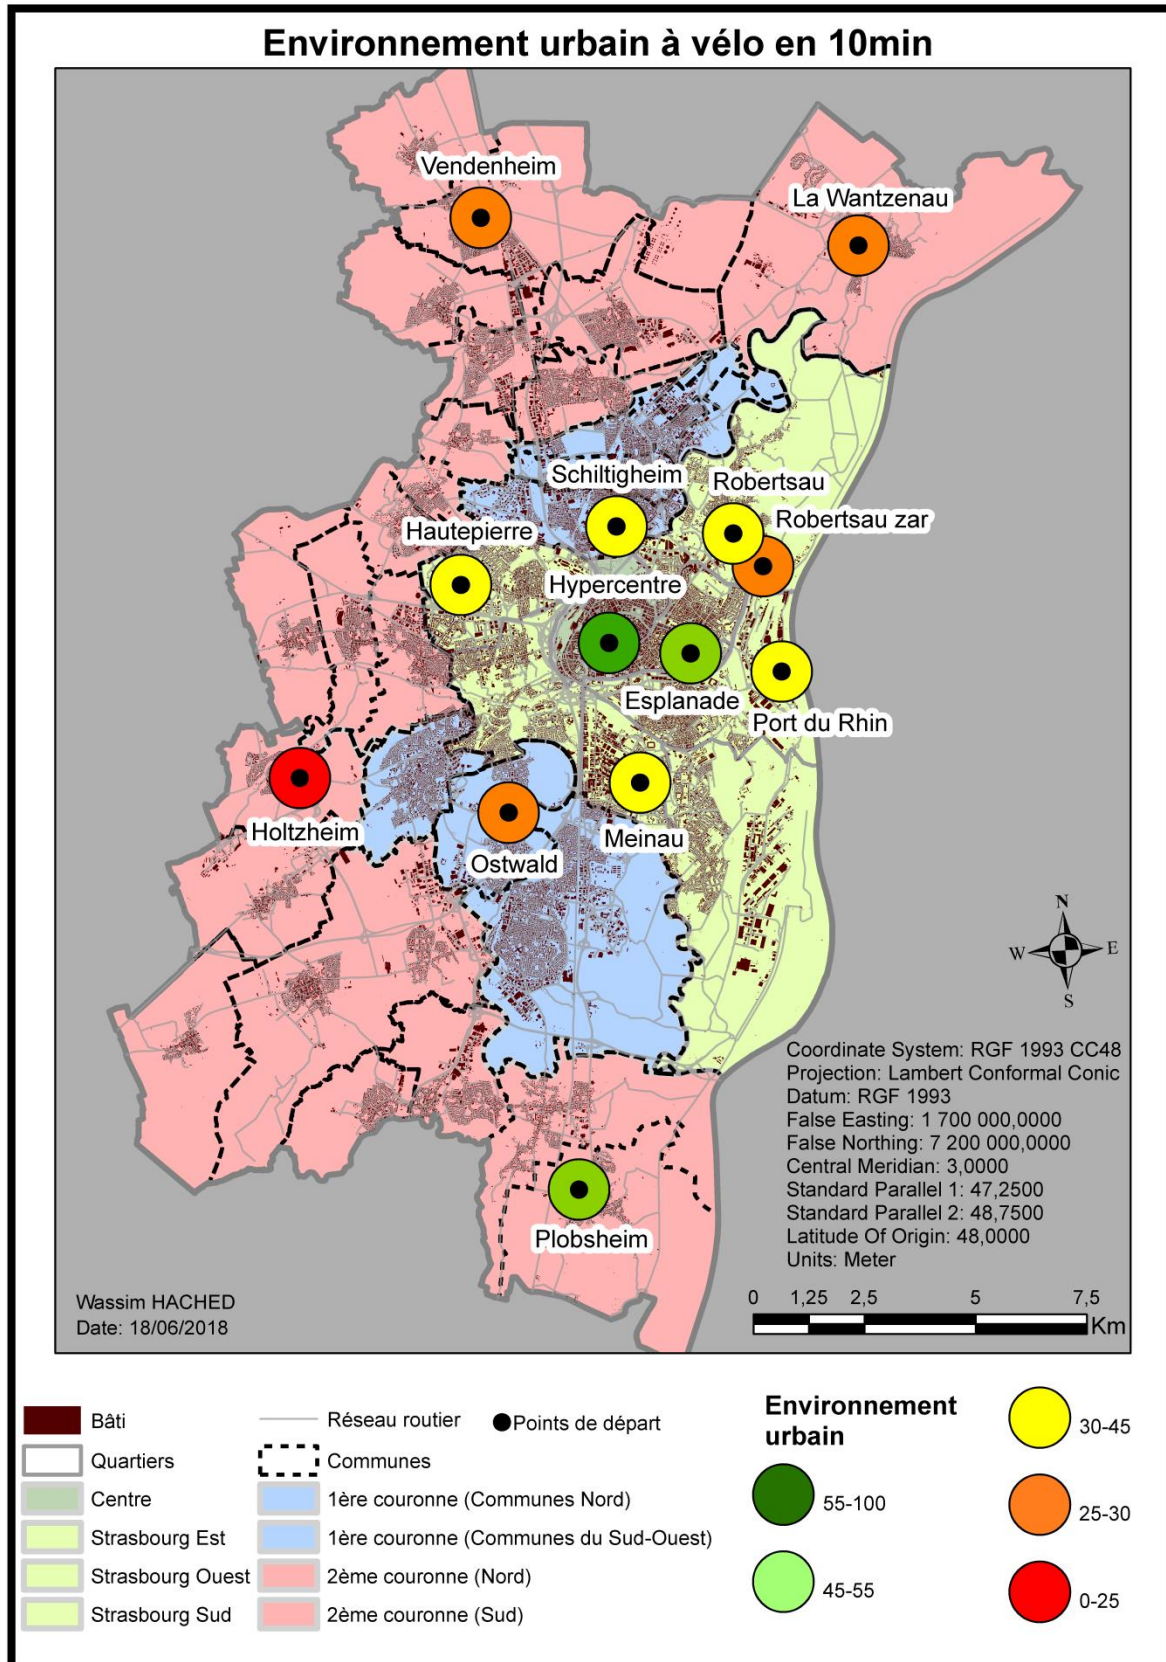 Environnement urbain à vélo en 10min
Vendenheim
La Wantzenau
Schiltigheim
Robertsau
Robertsau zar
Hautepierre
Hypercentre
Esplanade
Port du Rhin
Holtzheim
Ostwald
Meinau
Plobsheim
N
W
E
S
Coordinate System: RGF 1993 CC48
Projection: Lambert Conformal Conic
Datum: RGF 1993
False Easting: 1 700 000,0000
False Northing: 7 200 000,0000
Central Meridian: 3,0000
Standard Parallel 1: 47,2500
Standard Parallel 2: 48,7500
Latitude Of Origin: 48,0000
Units: Meter
0 1,25 2,5 5 7,5
Km
Wassim HACHED
Date: 18/06/2018
Bâti
Quartiers
Centre
Strasbourg Est
Strasbourg Ouest
Strasbourg Sud
Réseau routier
Communes
1ère couronne (Communes Nord)
1ère couronne (Communes du Sud-Ouest)
2ème couronne (Nord)
2ème couronne (Sud)
Points de départ
Environnement
urbain
55-100
45-55
30-45
25-30
0-25